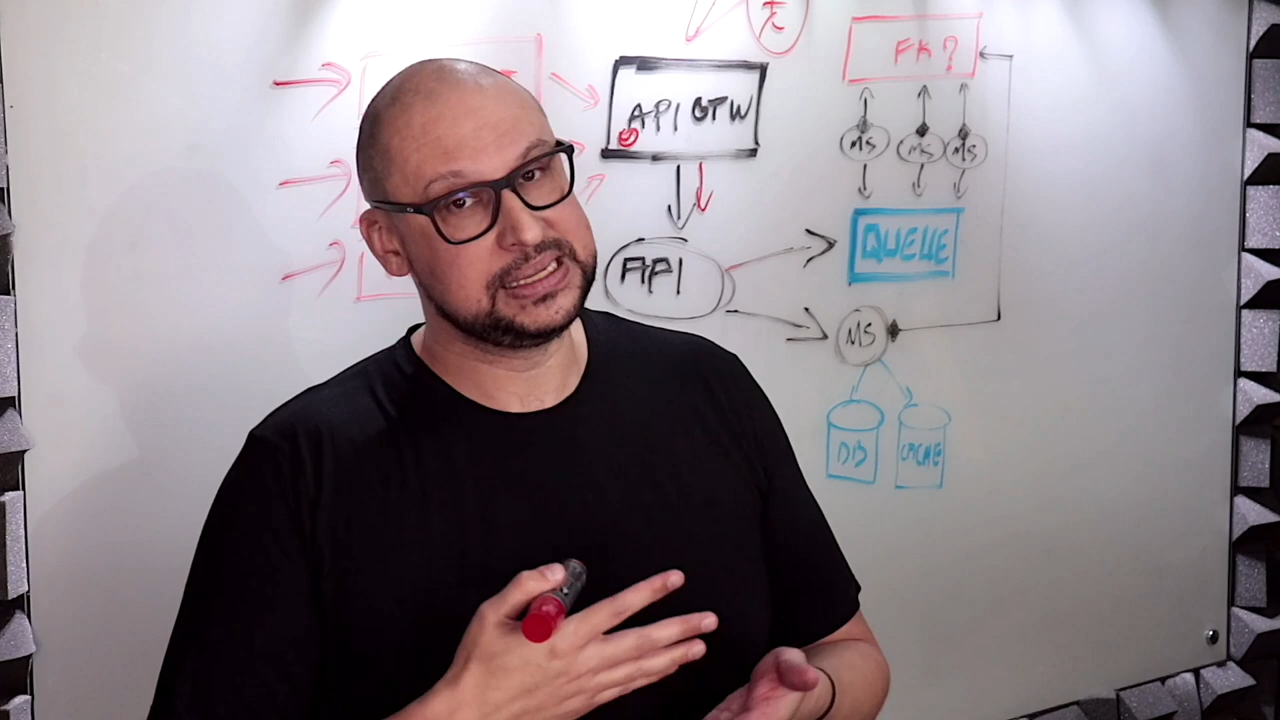 FK?
API GTW
MS
MS
MS
QUEUE
API
MS
DB
CACHE